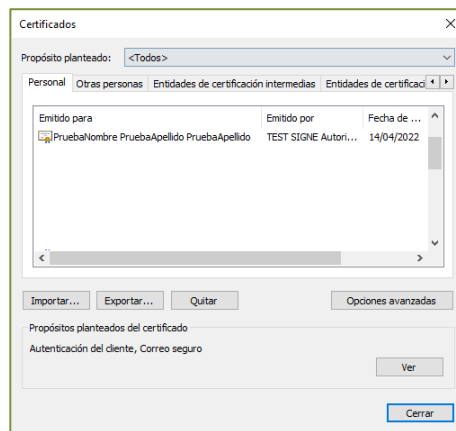 Certificados
Propósito planteado: <Todos>
Personal Otras personas Entidades de certificación intermedias Entidades de certificaci
Emitido para Emitido por Fecha de ...
PruebaNombre PruebaApellido PruebaApellido TEST SIGNE Autori... 14/04/2022
Importar... Exportar... Quitar Opciones avanzadas
Propósitos planteados del certificado
Autenticación del cliente, Correo seguro
Ver
Cerrar